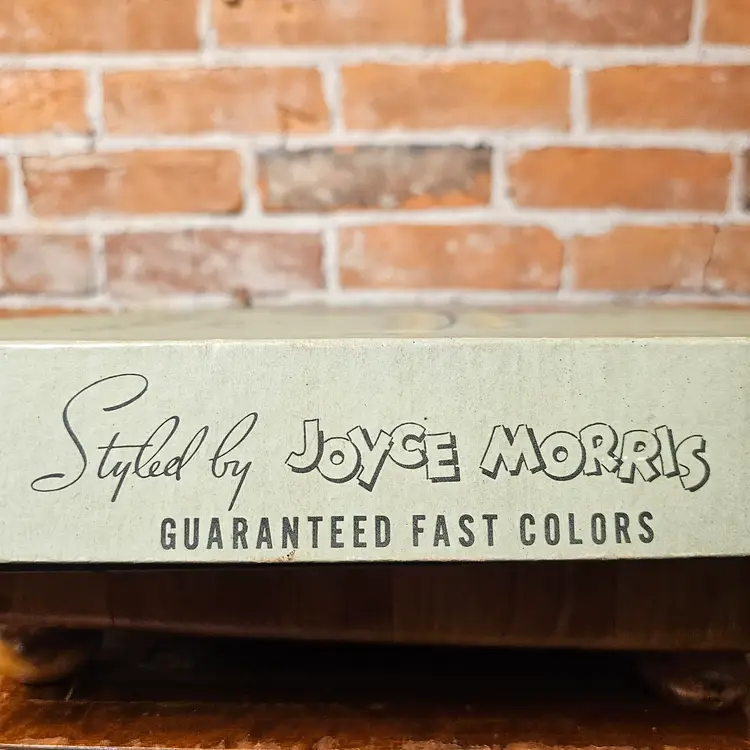 Styled by JOYCE MORRIS
GUARANTEED FAST COLORS